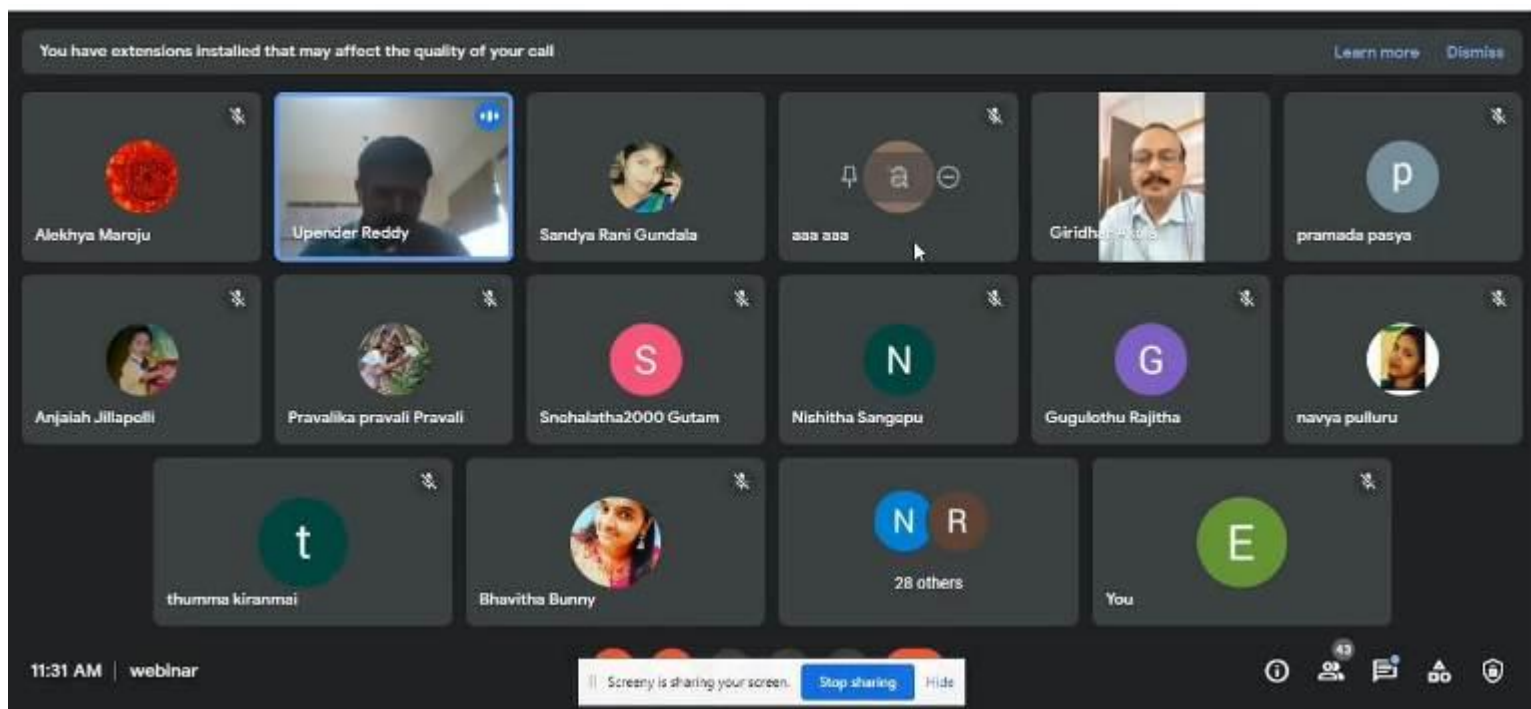 You have extensions installed that may affect the quality of your call
Learn more Dismiss
Alekhya Maroju
Upender Reddy
Sandya Rani Gundala
a
aaa aaa
Giridhar
p
pramada pasya
Anjaiah Jillapelli
Pravalika pravali Pravali
S
Snehalatha2000 Gutam
N
Nishitha Sangepu
G
Gugulothu Rajitha
navya pulluru
t
thumma kiranmai
Bhavitha Bunny
N R
28 others
E
You
11:31 AM | webinar
Screeny is sharing your screen. Stop sharing Hide
43